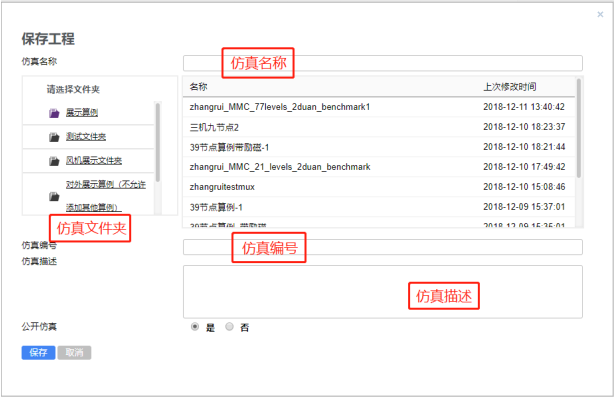 ×
保存工程
仿真名称
仿真名称
请选择文件夹
名称
上次修改时间
展示算例
zhangrui_MMC_77levels_2duan_benchmark1
2018-12-11 13:40:42
三机九节点2
2018-12-10 18:23:37
测试文件夹
39节点算例带励磁-1
2018-12-10 18:21:44
风机展示文件夹
zhangrui_MMC_21_levels_2duan_benchmark
2018-12-10 17:49:42
对外展示算例（不允许
添加其他算例）
zhangruitestmux
2018-12-10 15:08:46
39节点算例-1
2018-12-09 15:37:01
仿真文件夹
39节点算例_带励磁
2018-12-09 15:35:01
仿真编号
仿真编号
仿真描述
仿真描述
公开仿真
是
否
保存
取消